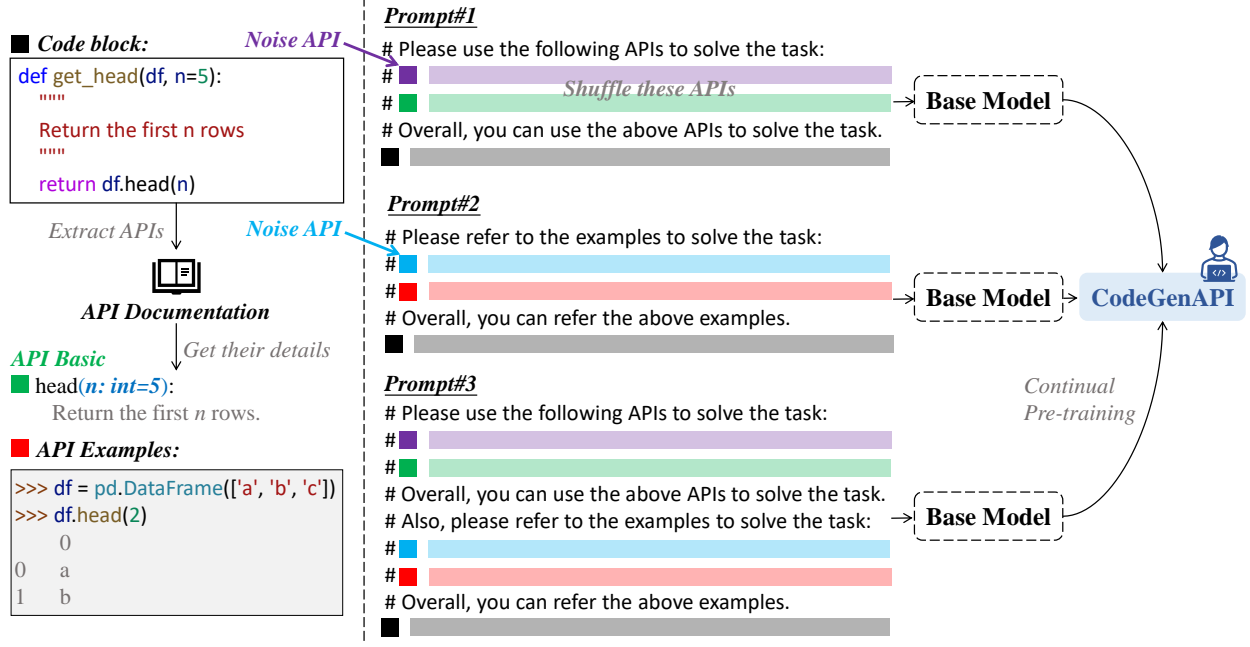 Code block:
def get_head(df, n=5):
"""
Return the first n rows
"""
return df.head(n)
Extract APIs
API Documentation
Get their details
API Basic
head(n: int=5):
Return the first n rows.
API Examples:
>>> df = pd.DataFrame(['a', 'b', 'c'])
>>> df.head(2)
0
0 a
1 b
Prompt#1
Noise API
# Please use the following APIs to solve the task:
#
Shuffle these APIs
#
# Overall, you can use the above APIs to solve the task.
Base Model
Prompt#2
Noise API
# Please refer to the examples to solve the task:
#
#
# Overall, you can refer the above examples.
Base Model
Prompt#3
# Please use the following APIs to solve the task:
#
#
# Overall, you can use the above APIs to solve the task.
# Also, please refer to the examples to solve the task:
#
#
# Overall, you can refer the above examples.
Base Model
</>
CodeGenAPI
Continual
Pre-training